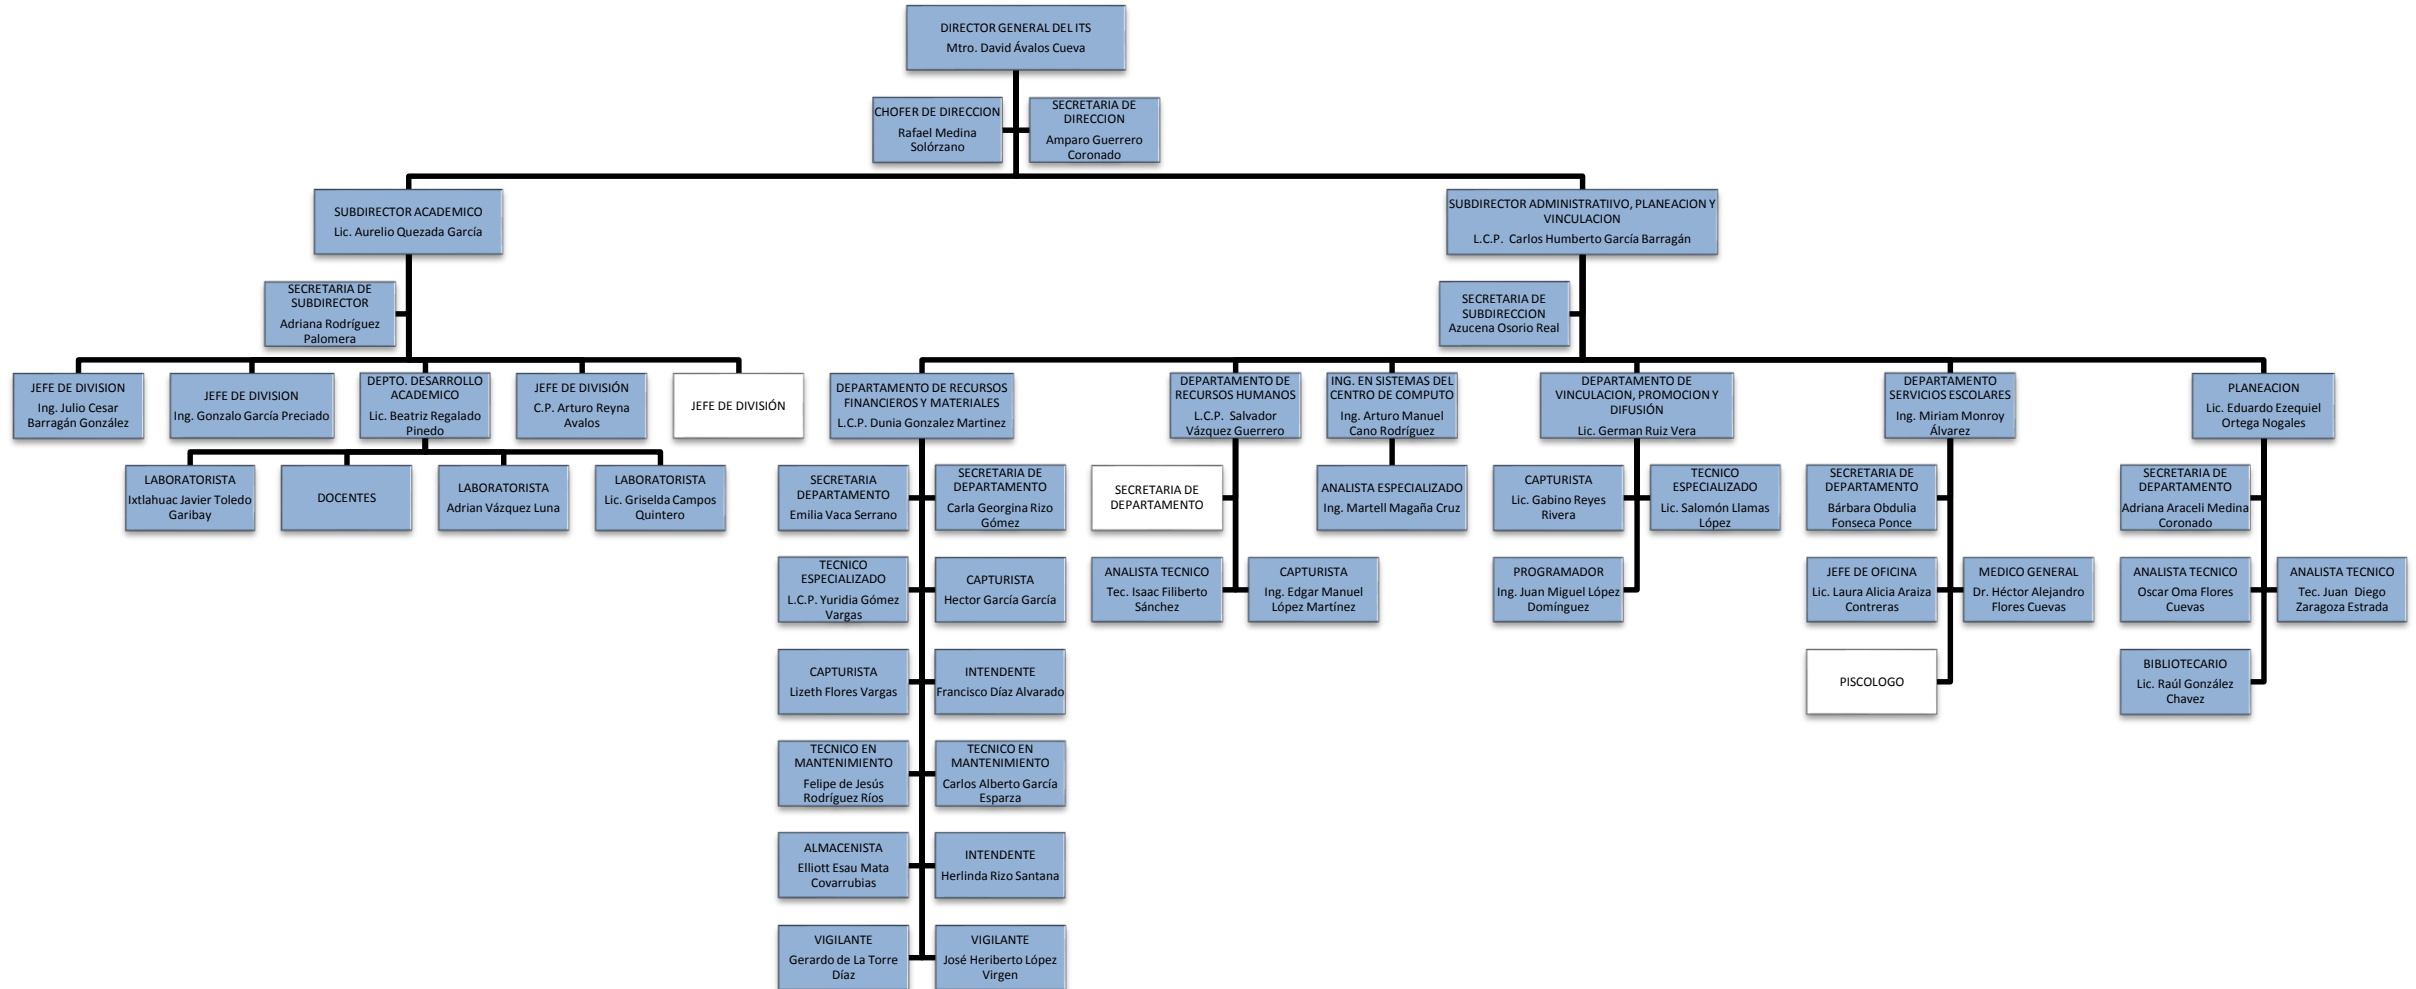 DIRECTOR GENERAL DEL ITS
Mtro. David Ávalos Cueva
CHOFER DE DIRECCION
Rafael Medina
Solórzano
SECRETARIA DE
DIRECCION
Amparo Guerrero
Coronado
SUBDIRECTOR ACADEMICO
Lic. Aurelio Quezada García
SUBDIRECTOR ADMINISTRATIIVO, PLANEACION Y
VINCULACION
L.C.P. Carlos Humberto García Barragán
SECRETARIA DE
SUBDIRECTOR
Adriana Rodríguez
Palomera
SECRETARIA DE
SUBDIRECCION
Azucena Osorio Real
JEFE DE DIVISION
Ing. Julio Cesar
Barragán González
JEFE DE DIVISION
Ing. Gonzalo García Preciado
DEPTO. DESARROLLO
ACADEMICO
Lic. Beatriz Regalado
Pinedo
JEFE DE DIVISIÓN
C.P. Arturo Reyna
Avalos
JEFE DE DIVISIÓN
DEPARTAMENTO DE RECURSOS
FINANCIEROS Y MATERIALES
L.C.P. Dunia Gonzalez Martinez
DEPARTAMENTO DE
RECURSOS HUMANOS
L.C.P. Salvador
Vázquez Guerrero
ING. EN SISTEMAS DEL
CENTRO DE COMPUTO
Ing. Arturo Manuel
Cano Rodríguez
DEPARTAMENTO DE
VINCULACION, PROMOCION Y
DIFUSIÓN
Lic. German Ruiz Vera
DEPARTAMENTO
SERVICIOS ESCOLARES
Ing. Miriam Monroy
Álvarez
PLANEACION
Lic. Eduardo Ezequiel
Ortega Nogales
LABORATORISTA
Ixtlahuac Javier Toledo
Garibay
DOCENTES
LABORATORISTA
Adrian Vázquez Luna
LABORATORISTA
Lic. Griselda Campos
Quintero
SECRETARIA
DEPARTAMENTO
Emilia Vaca Serrano
SECRETARIA DE
DEPARTAMENTO
Carla Georgina Rizo
Gómez
SECRETARIA DE
DEPARTAMENTO
ANALISTA ESPECIALIZADO
Ing. Martell Magaña Cruz
CAPTURISTA
Lic. Gabino Reyes
Rivera
TECNICO
ESPECIALIZADO
Lic. Salomón Llamas
López
SECRETARIA DE
DEPARTAMENTO
Bárbara Obdulia
Fonseca Ponce
SECRETARIA DE
DEPARTAMENTO
Adriana Araceli Medina
Coronado
TECNICO
ESPECIALIZADO
L.C.P. Yuridia Gómez
Vargas
CAPTURISTA
Hector García García
ANALISTA TECNICO
Tec. Isaac Filiberto
Sánchez
CAPTURISTA
Ing. Edgar Manuel
López Martínez
PROGRAMADOR
Ing. Juan Miguel López
Domínguez
JEFE DE OFICINA
Lic. Laura Alicia Araiza
Contreras
MEDICO GENERAL
Dr. Héctor Alejandro
Flores Cuevas
ANALISTA TECNICO
Oscar Oma Flores
Cuevas
ANALISTA TECNICO
Tec. Juan Diego
Zaragoza Estrada
CAPTURISTA
Lizeth Flores Vargas
INTENDENTE
Francisco Díaz Alvarado
PISCOLOGO
BIBLIOTECARIO
Lic. Raúl González
Chavez
TECNICO EN
MANTENIMIENTO
Felipe de Jesús
Rodríguez Ríos
TECNICO EN
MANTENIMIENTO
Carlos Alberto García
Esparza
ALMACENISTA
Elliott Esau Mata
Covarrubias
INTENDENTE
Herlinda Rizo Santana
VIGILANTE
Gerardo de La Torre
Díaz
VIGILANTE
José Heriberto López
Virgen